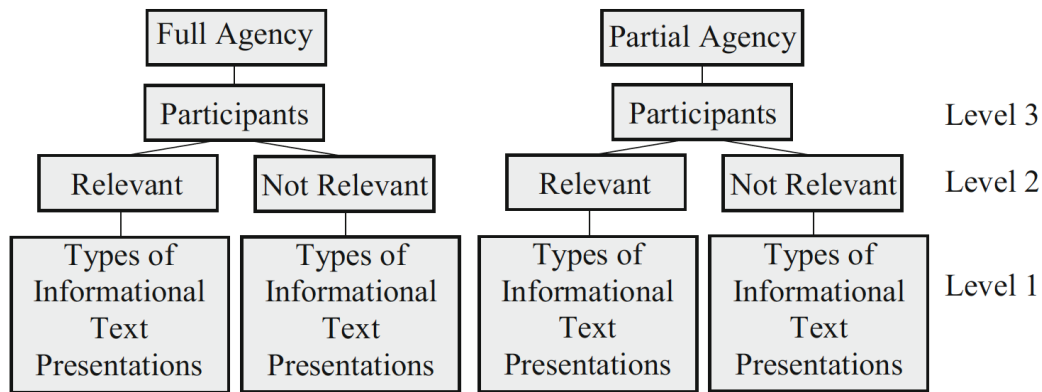 Full Agency
Partial Agency
Participants
Participants
Level 3
Relevant
Not Relevant
Relevant
Not Relevant
Level 2
Types of
Informational
Text
Presentations
Types of
Informational
Text
Presentations
Types of
Informational
Text
Presentations
Types of
Informational
Text
Presentations
Level 1